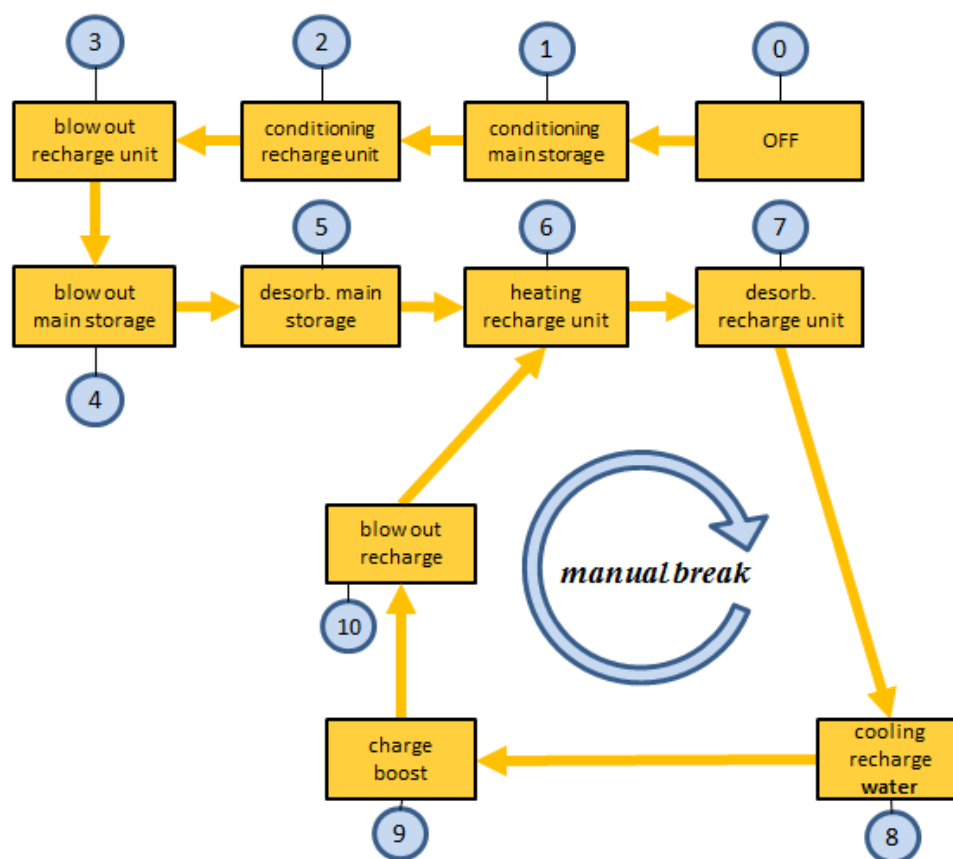 3
2
1
0
blow out
recharge unit
conditioning
recharge unit
conditioning
main storage
OFF
5
6
7
blow out
main storage
desorb. main
storage
heating
recharge unit
desorb.
recharge unit
4
blow out
recharge
manual break
10
charge
boost
cooling
recharge
water
9
8